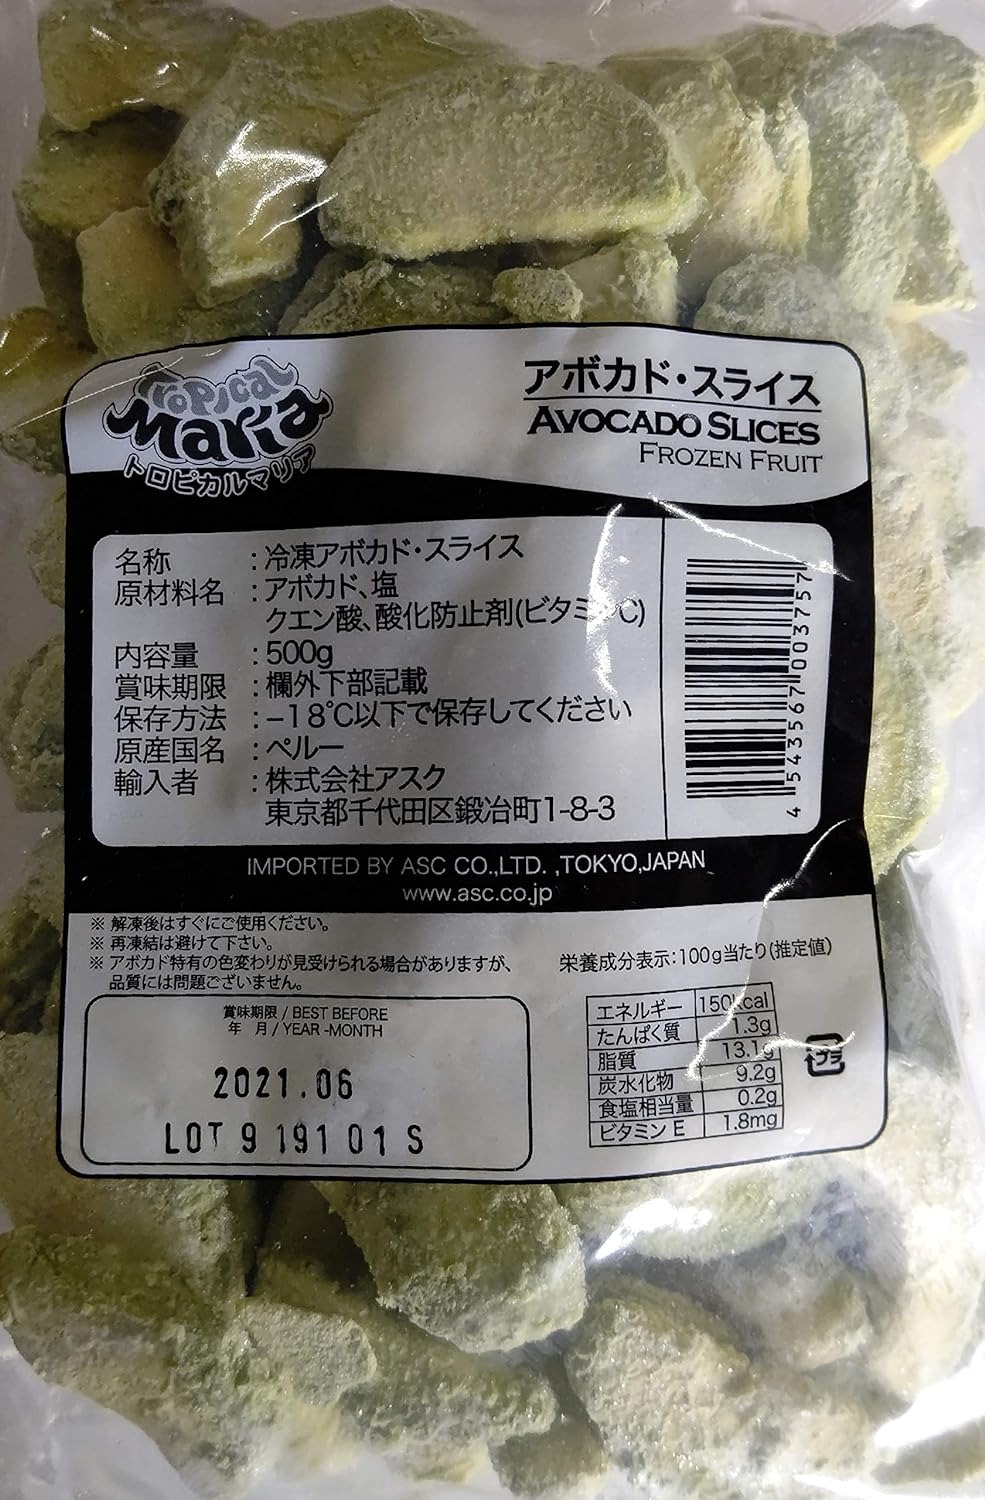 Tropical
Maria
トロピカルマリア
アボカド・スライス
AVOCADO SLICES
FROZEN FRUIT
名称 : 冷凍アボカド・スライス
原材料名 : アボカド、塩
クエン酸、酸化防止剤(ビタミンC)
内容量 : 500g
賞味期限 : 欄外下部記載
保存方法 : −18℃以下で保存してください
原産国名 : ペルー
輸入者 : 株式会社アスク
東京都千代田区鍛冶町1-8-3
4 543567 003757
IMPORTED BY ASC CO.,LTD. ,TOKYO,JAPAN
www.asc.co.jp
※ 解凍後はすぐにご使用ください。
※ 再凍結は避けて下さい。
※ アボカド特有の色変わりが見受けられる場合がありますが、
品質には問題ございません。
賞味期限 / BEST BEFORE
年 月 / YEAR -MONTH
2021.06
LOT 9 191 01 S
栄養成分表示:100g当たり(推定値)
エネルギー 150kcal
たんぱく質 1.3g
脂質 13.1g
炭水化物 9.2g
食塩相当量 0.2g
ビタミンE 1.8mg
プラ